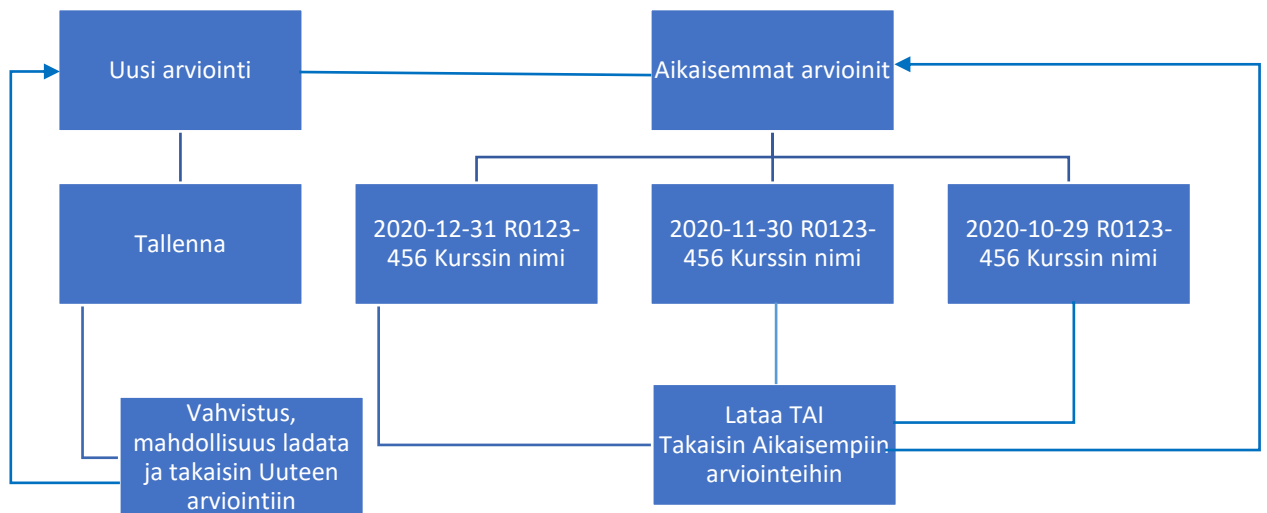 Uusi arviointi
Aikaisemmat arvioinit
Tallenna
2020-12-31 R0123-
456 Kurssin nimi
2020-11-30 R0123-
456 Kurssin nimi
2020-10-29 R0123-
456 Kurssin nimi
Vahvistus,
mahdollisuus ladata
ja takaisin Uuteen
arviointiin
Lataa TAI
Takaisin Aikaisempiin
arviointeihin